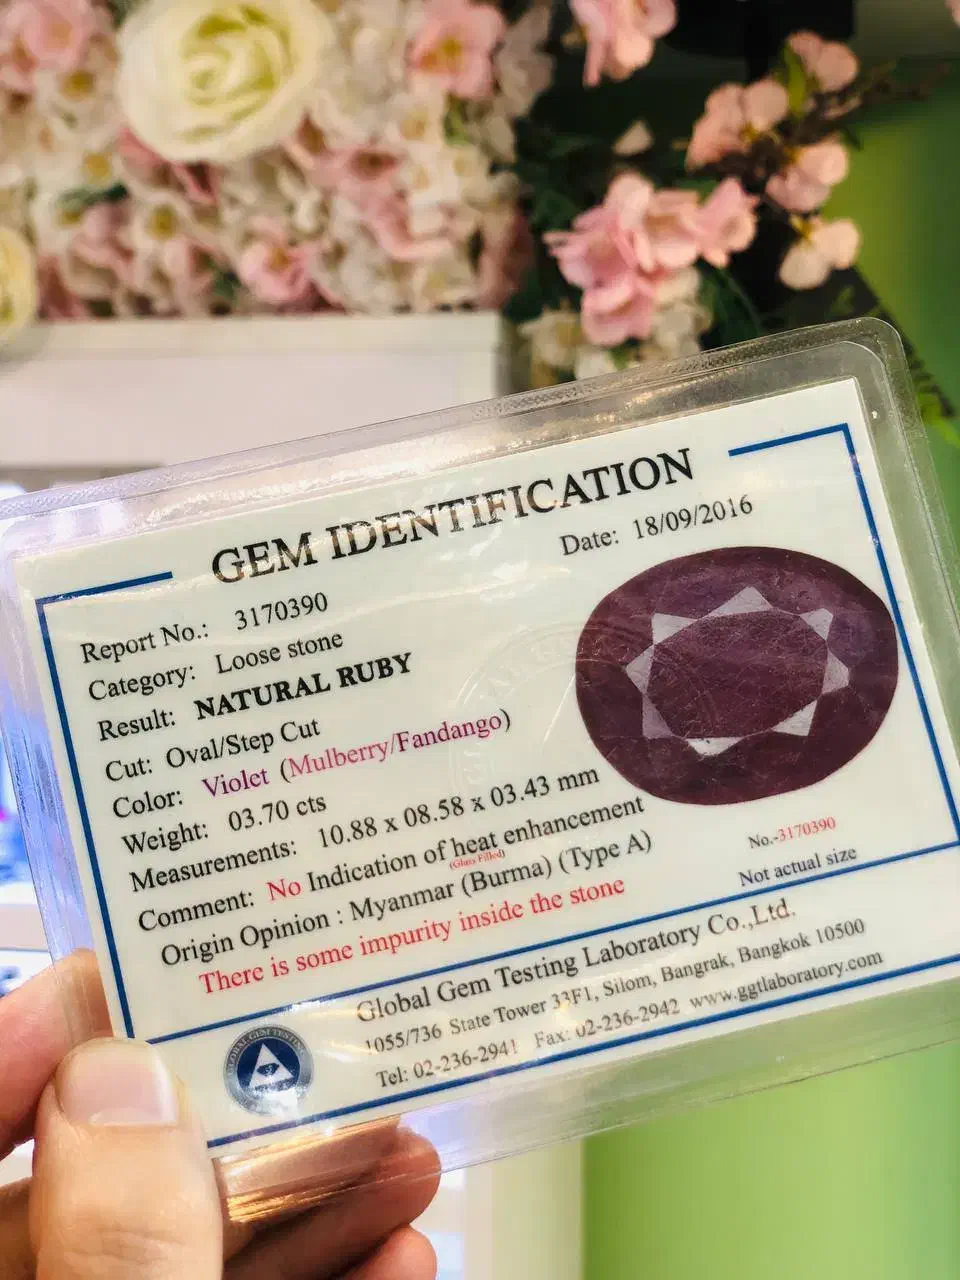 GEM IDENTIFICATION
Date: 18/09/2016
Report No.: 3170390
Category: Loose stone
Result: NATURAL RUBY
Cut: Oval/Step Cut
Color: Violet (Mulberry/Fandango)
Weight: 03.70 cts
Measurements: 10.88 x 08.58 x 03.43 mm
Comment: No Indication of heat enhancement
(Glass Filled)
Origin Opinion : Myanmar (Burma) (Type A)
There is some impurity inside the stone
No.-3170390
Not actual size
Global Gem Testing Laboratory Co.,Ltd.
1055/736 State Tower 33F1, Silom, Bangrak, Bangkok 10500
Tel: 02-236-2941 Fax: 02-236-2942 www.ggtlaboratory.com
GLOBAL GEM TESTING